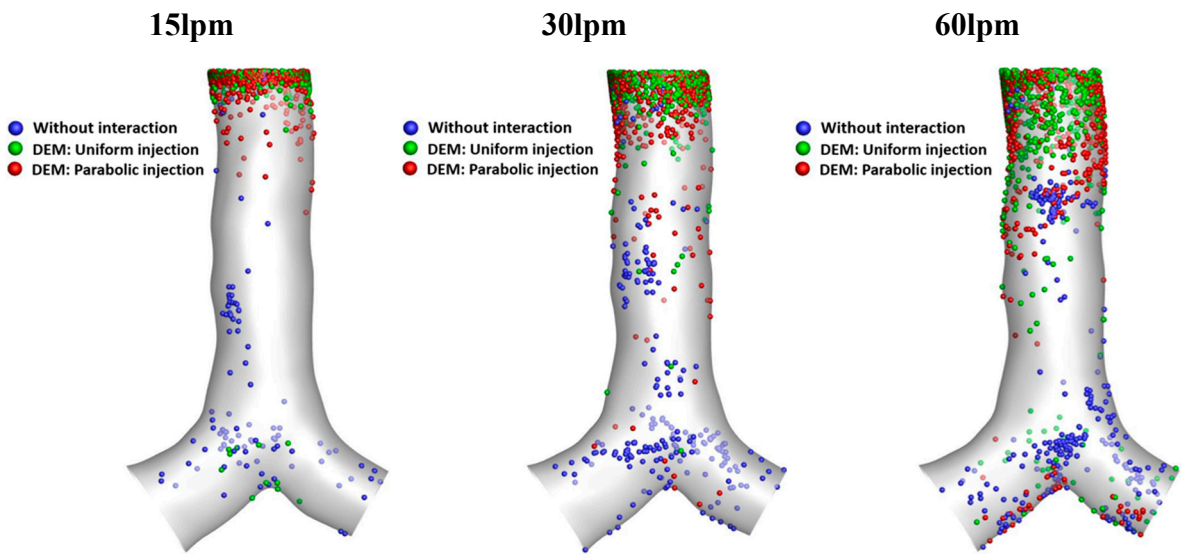 15lpm 30lpm 60lpm
Without interaction
DEM: Uniform injection
DEM: Parabolic injection
Without interaction
DEM: Uniform injection
DEM: Parabolic injection
Without interaction
DEM: Uniform injection
DEM: Parabolic injection